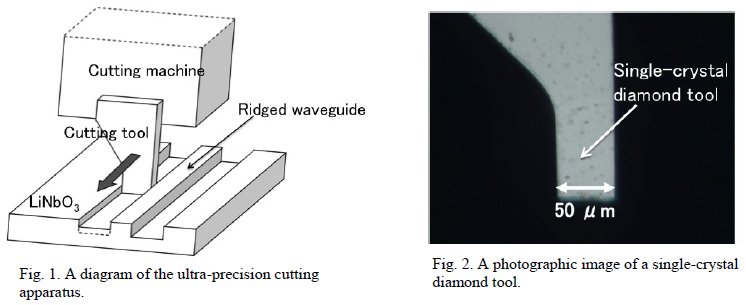 Cutting machine
Ridged waveguide
Cutting tool
LiNbO3
Fig. 1. A diagram of the ultra-precision cutting
apparatus.
Single-crystal
diamond tool
50 μm
Fig. 2. A photographic image of a single-crystal
diamond tool.